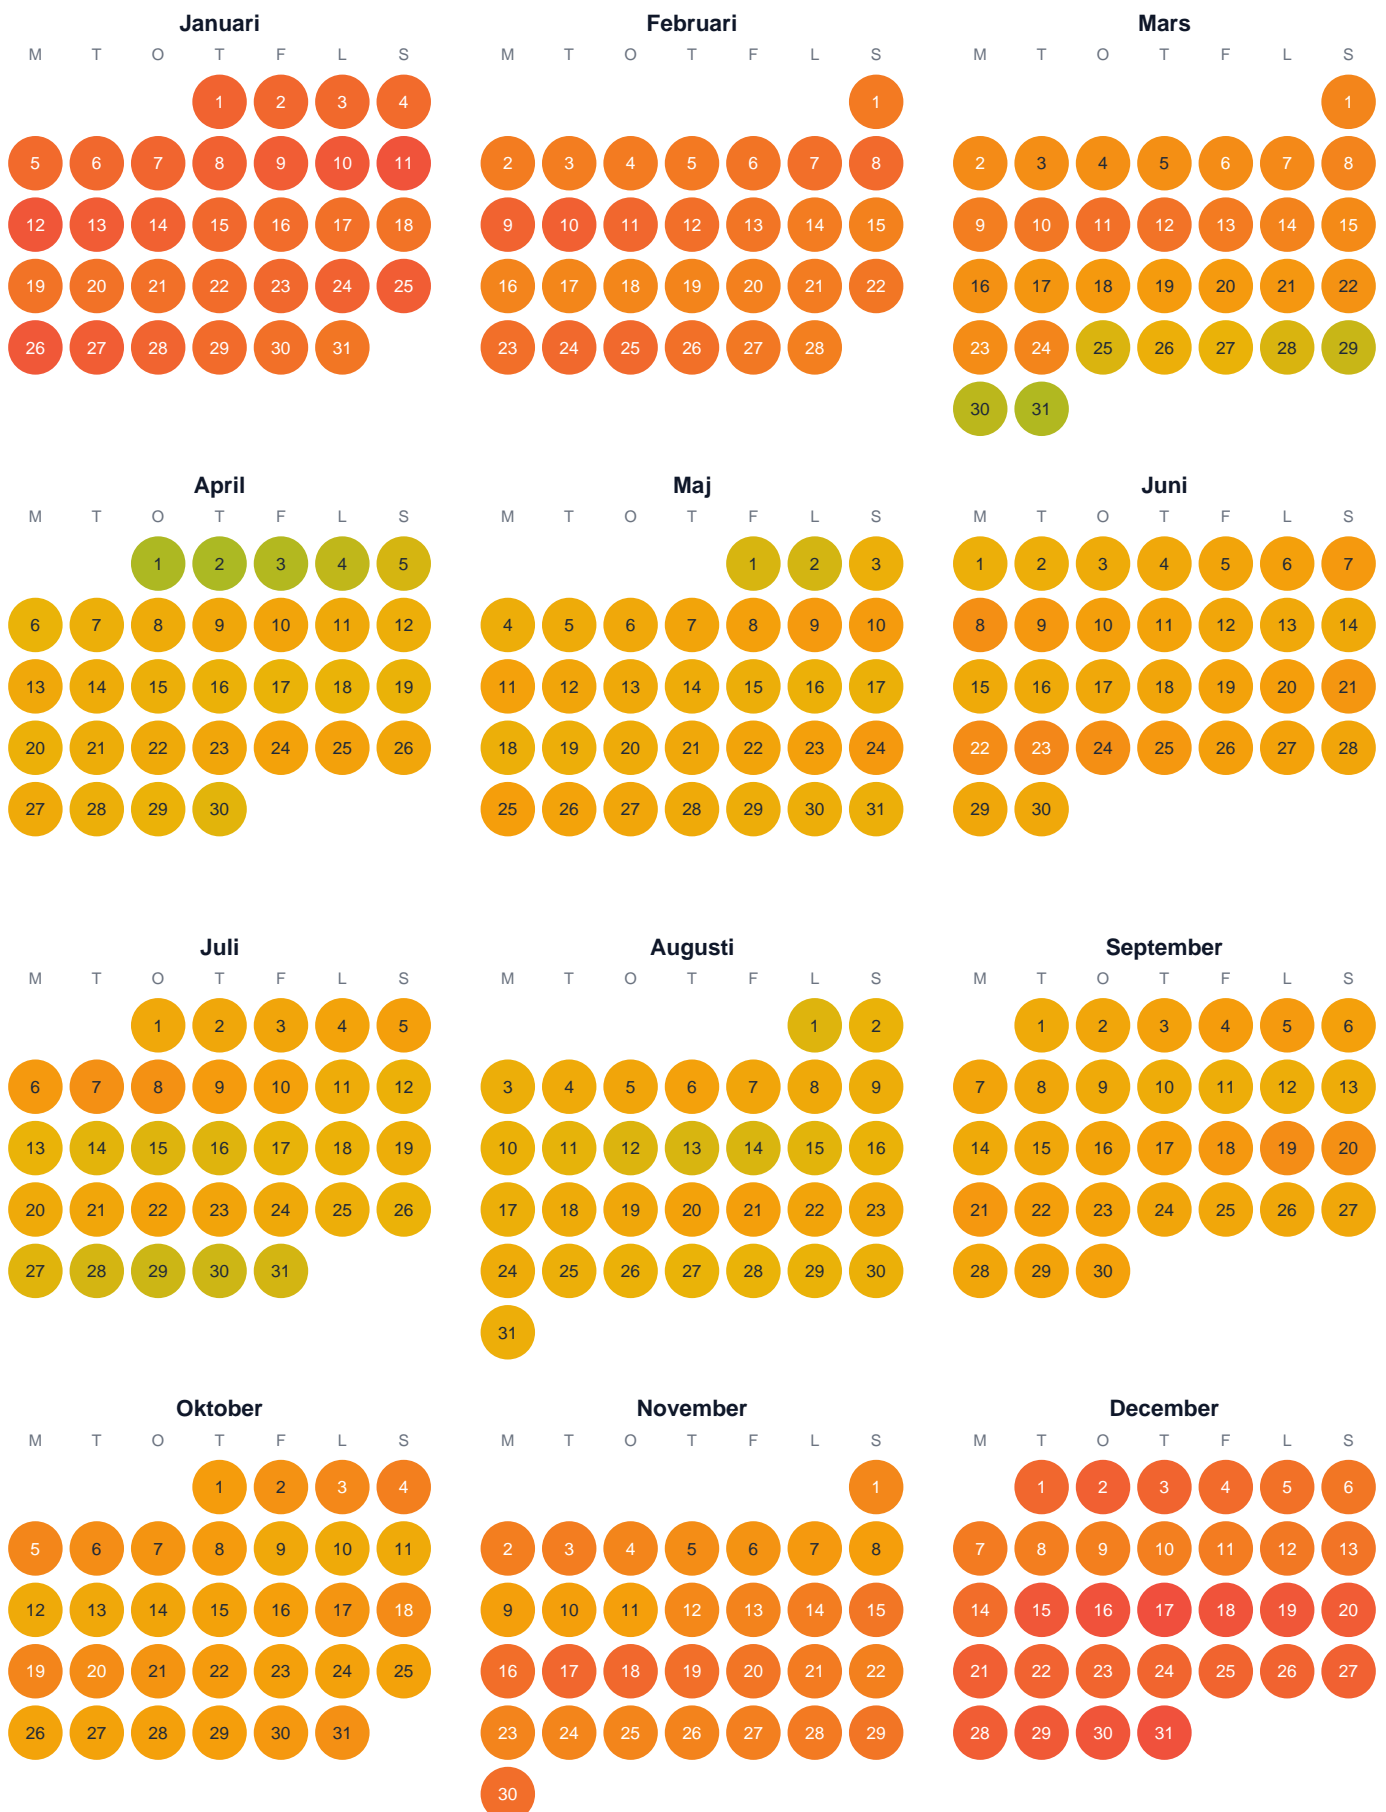 Januari
M T O T F L S
1 2 3 4
5 6 7 8 9 10 11
12 13 14 15 16 17 18
19 20 21 22 23 24 25
26 27 28 29 30 31
Februari
M T O T F L S
1
2 3 4 5 6 7 8
9 10 11 12 13 14 15
16 17 18 19 20 21 22
23 24 25 26 27 28
Mars
M T O T F L S
1
2 3 4 5 6 7 8
9 10 11 12 13 14 15
16 17 18 19 20 21 22
23 24 25 26 27 28 29
30 31
April
M T O T F L S
1 2 3 4 5
6 7 8 9 10 11 12
13 14 15 16 17 18 19
20 21 22 23 24 25 26
27 28 29 30
Maj
M T O T F L S
1 2 3
4 5 6 7 8 9 10
11 12 13 14 15 16 17
18 19 20 21 22 23 24
25 26 27 28 29 30 31
Juni
M T O T F L S
1 2 3 4 5 6 7
8 9 10 11 12 13 14
15 16 17 18 19 20 21
22 23 24 25 26 27 28
29 30
Juli
M T O T F L S
1 2 3 4 5
6 7 8 9 10 11 12
13 14 15 16 17 18 19
20 21 22 23 24 25 26
27 28 29 30 31
Augusti
M T O T F L S
1 2
3 4 5 6 7 8 9
10 11 12 13 14 15 16
17 18 19 20 21 22 23
24 25 26 27 28 29 30
31
September
M T O T F L S
1 2 3 4 5 6
7 8 9 10 11 12 13
14 15 16 17 18 19 20
21 22 23 24 25 26 27
28 29 30
Oktober
M T O T F L S
1 2 3 4
5 6 7 8 9 10 11
12 13 14 15 16 17 18
19 20 21 22 23 24 25
26 27 28 29 30 31
November
M T O T F L S
1
2 3 4 5 6 7 8
9 10 11 12 13 14 15
16 17 18 19 20 21 22
23 24 25 26 27 28 29
30
December
M T O T F L S
1 2 3 4 5 6
7 8 9 10 11 12 13
14 15 16 17 18 19 20
21 22 23 24 25 26 27
28 29 30 31